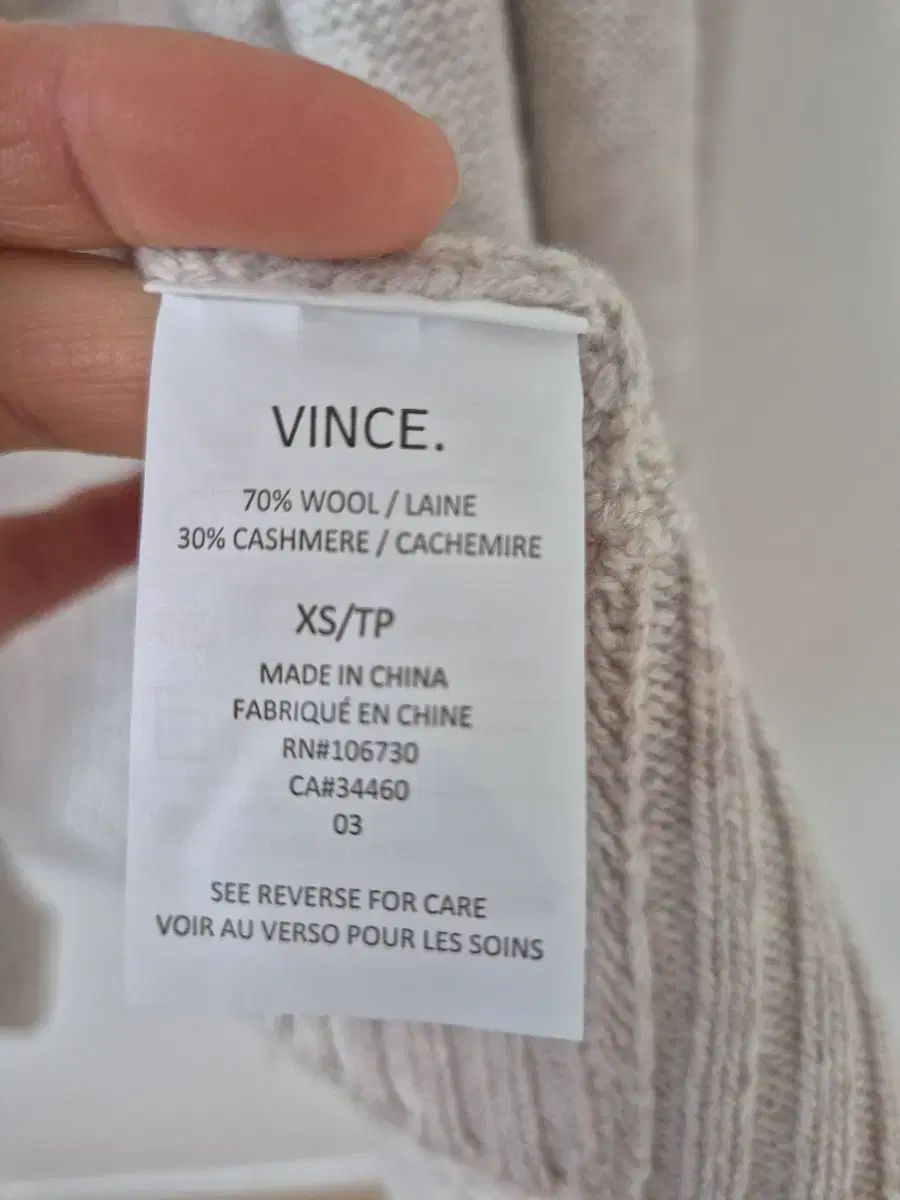 VINCE.
70% WOOL / LAINE
30% CASHMERE / CACHEMIRE
XS/TP
MADE IN CHINA
FABRIQUÉ EN CHINE
RN#106730
CA#34460
03
SEE REVERSE FOR CARE
VOIR AU VERSO POUR LES SOINS